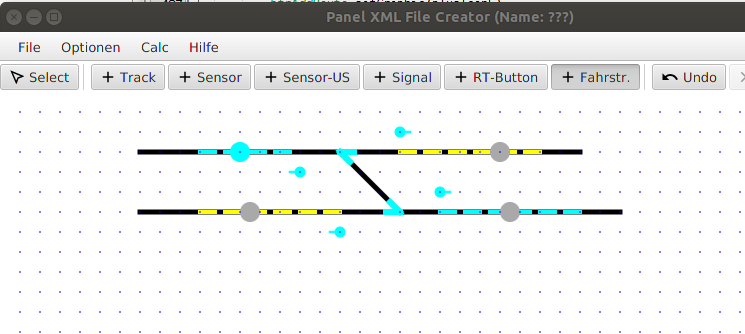 Panel XML File Creator (Name: ???)
File Optionen Calc Hilfe
Select + Track + Sensor + Sensor-US + Signal + RT-Button + Fahrstr. Undo